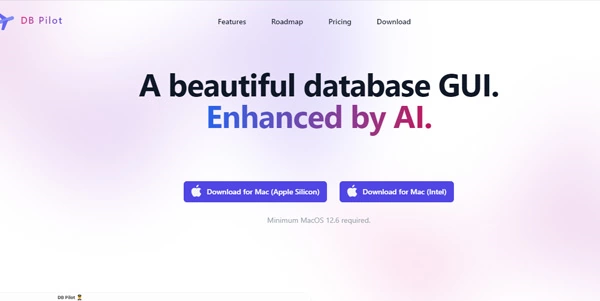 DB Pilot
Features Roadmap Pricing Download
A beautiful database GUI.
Enhanced by AI.
Download for Mac (Apple Silicon) Download for Mac (Intel)
Minimum MacOS 12.6 required.
DB Pilot